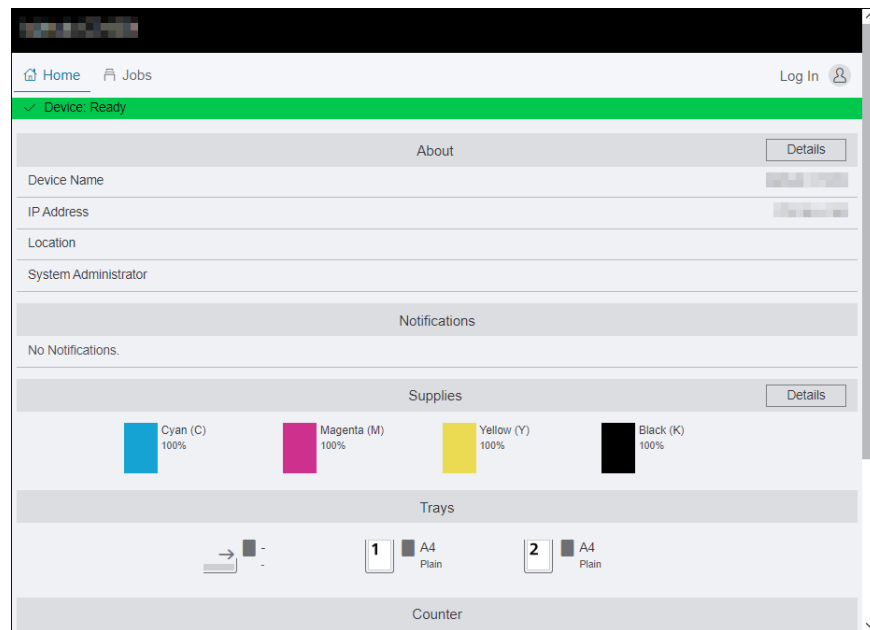 Home Jobs Log In
Device: Ready
About Details
Device Name
IP Address
Location
System Administrator
Notifications
No Notifications.
Supplies Details
Cyan (C) Magenta (M) Yellow (Y) Black (K)
100% 100% 100% 100%
Trays
- 1 A4 2 A4
- Plain Plain
Counter